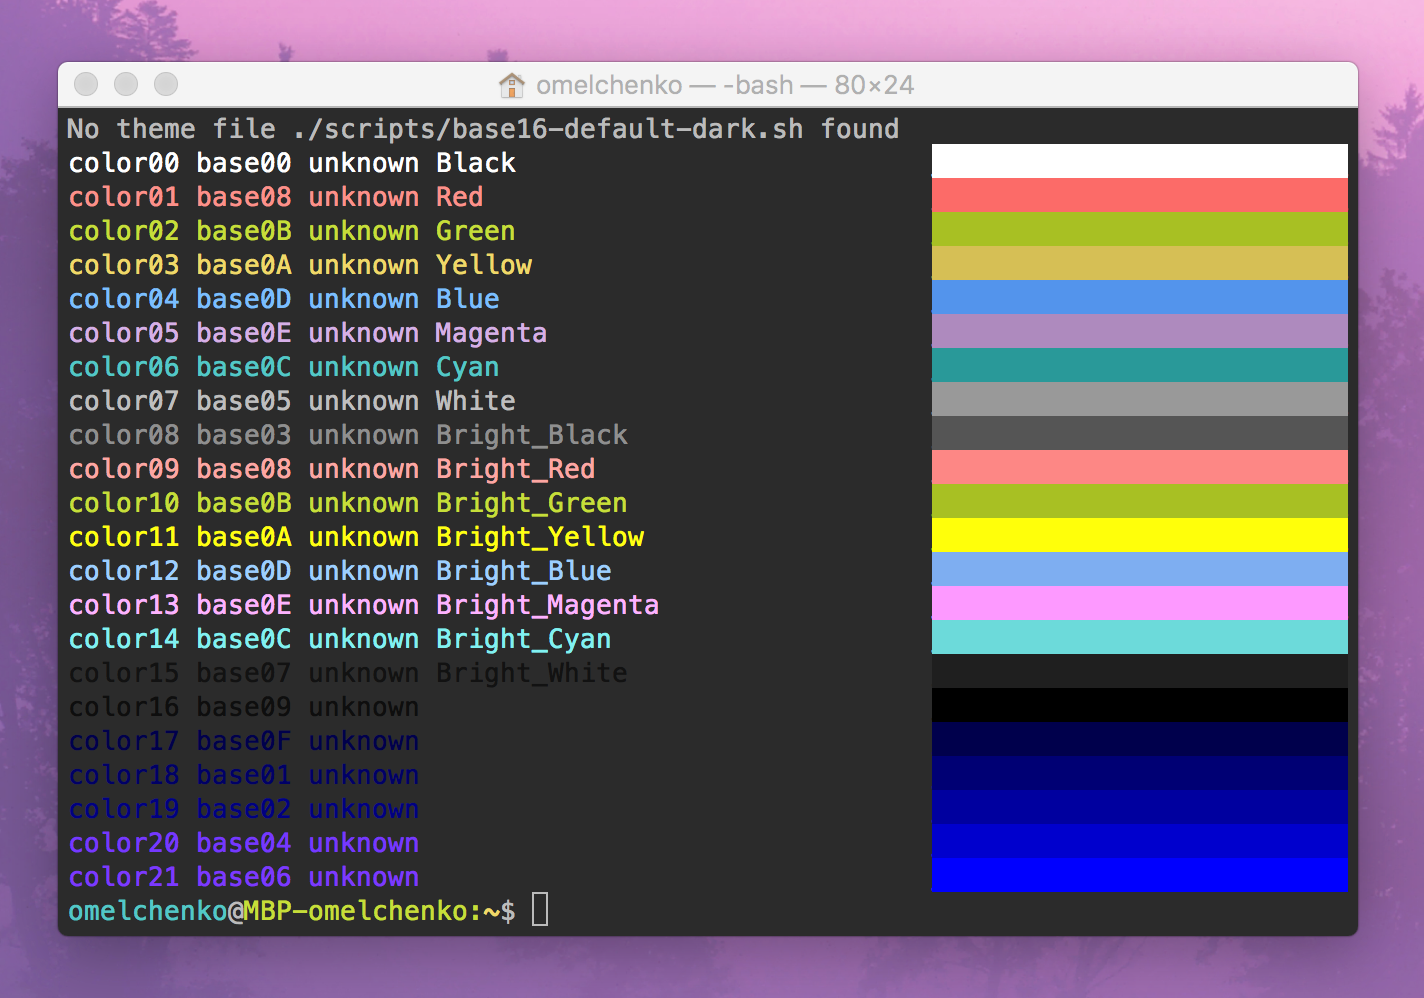 omelchenko — -bash — 80×24
No theme file ./scripts/base16-default-dark.sh found
color00 base00 unknown Black
color01 base08 unknown Red
color02 base0B unknown Green
color03 base0A unknown Yellow
color04 base0D unknown Blue
color05 base0E unknown Magenta
color06 base0C unknown Cyan
color07 base05 unknown White
color08 base03 unknown Bright_Black
color09 base08 unknown Bright_Red
color10 base0B unknown Bright_Green
color11 base0A unknown Bright_Yellow
color12 base0D unknown Bright_Blue
color13 base0E unknown Bright_Magenta
color14 base0C unknown Bright_Cyan
color15 base07 unknown Bright_White
color16 base09 unknown
color17 base0F unknown
color18 base01 unknown
color19 base02 unknown
color20 base04 unknown
color21 base06 unknown
omelchenko@MBP-omelchenko:~$